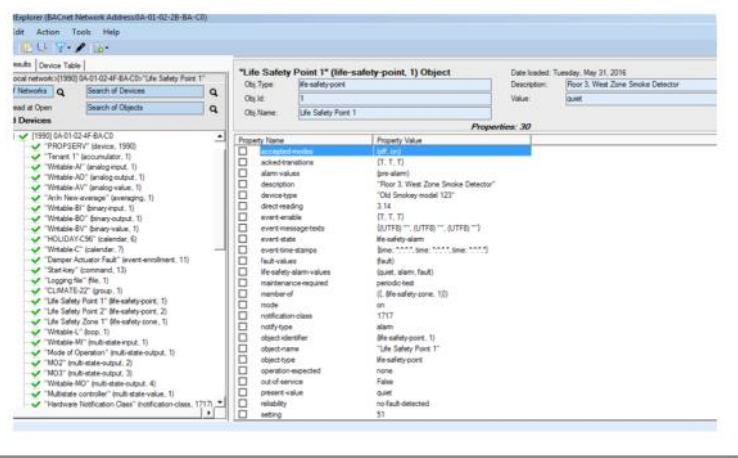 Explorer (BACnet Network Address:0A-01-02-2B-BA-C0)
Edit Action Tools Help
Results Device Table
local network>[1990] 0A-01-02-4F-BA-C0>"Life Safety Point 1"
Networks Search of Devices
Read at Open Search of Objects
Devices
[1990] 0A-01-02-4F-BA-C0
"PROPSERV" (device, 1990)
"Tenant 1" (accumulator, 1)
"Writable-AI" (analog-input, 1)
"Writable-AO" (analog-output, 1)
"Writable-AV" (analog-value, 1)
"AnIn New-average" (averaging, 1)
"Writable-BI" (binary-input, 1)
"Writable-BO" (binary-output, 1)
"Writable-BV" (binary-value, 1)
"HOLIDAY-C96" (calendar, 6)
"Writable-C" (calendar, 7)
"Damper Actuator Fault" (event-enrollment, 11)
"Start-key" (command, 13)
"Logging file" (file, 1)
"CLIMATE-22" (group, 1)
"Life Safety Point 1" (life-safety-point, 1)
"Life Safety Point 2" (life-safety-point, 2)
"Life Safety Zone 1" (life-safety-zone, 1)
"Writable-L" (loop, 1)
"Writable-MI" (multi-state-input, 1)
"Mode of Operation" (multi-state-output, 1)
"MO2" (multi-state-output, 2)
"MO3" (multi-state-output, 3)
"Writable-MO" (multi-state-output, 4)
"Multistate controller" (multi-state-value, 1)
"Hardware Notification Class" (notification-class, 1717)
"Life Safety Point 1" (life-safety-point, 1) Object
Date loaded: Tuesday, May 31, 2016
Obj.Type: life-safety-point Description: Floor 3, West Zone Smoke Detector
Obj.Id: 1 Value: quiet
Obj.Name: Life Safety Point 1
Properties: 30
Property Name Property Value
accepted-modes (off, on)
acked-transitions (T, T, T)
alarm-values (pre-alarm)
description "Floor 3, West Zone Smoke Detector"
device-type "Old Smokey model 123"
direct-reading 3.14
event-enable (T, T, T)
event-message-texts {(UTF8) "", (UTF8) "", (UTF8) ""}
event-state life-safety-alarm
event-time-stamps
fault-values (fault)
life-safety-alarm-values (quiet, alarm, fault)
maintenance-required periodic-test
member-of ((, (life-safety-zone, 1)))
mode on
notification-class 1717
notify-type alarm
object-identifier (life-safety-point, 1)
object-name "Life Safety Point 1"
object-type life-safety-point
operation-expected none
out-of-service False
present-value quiet
reliability no-fault-detected
setting 51